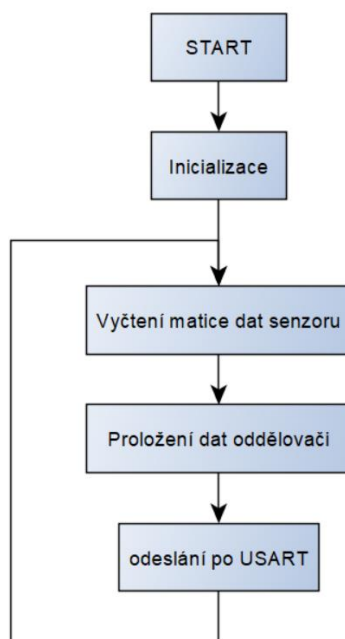 START
Inicializace
Vyčtení matice dat senzoru
Proložení dat oddělovači
odeslání po USART